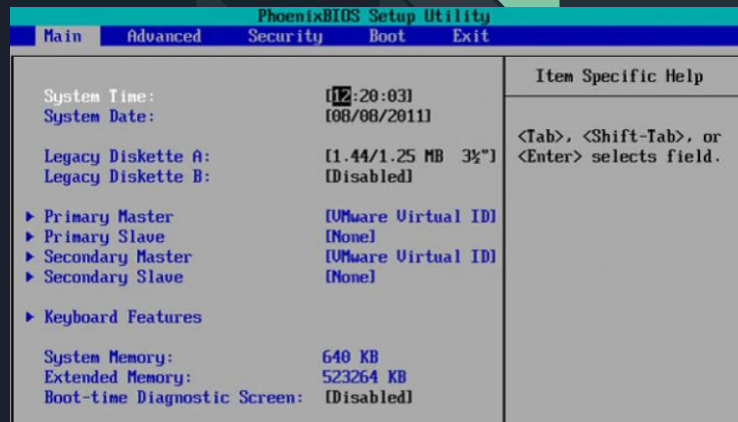 PhoenixBIOS Setup Utility
Main Advanced Security Boot Exit
Item Specific Help
System Time: [12:20:03]
System Date: [08/08/2011]
<Tab>, <Shift-Tab>, or
<Enter> selects field.
Legacy Diskette A: [1.44/1.25 MB 3½"]
Legacy Diskette B: [Disabled]
Primary Master [VMware Virtual ID]
Primary Slave [None]
Secondary Master [VMware Virtual ID]
Secondary Slave [None]
Keyboard Features
System Memory: 640 KB
Extended Memory: 523264 KB
Boot-time Diagnostic Screen: [Disabled]